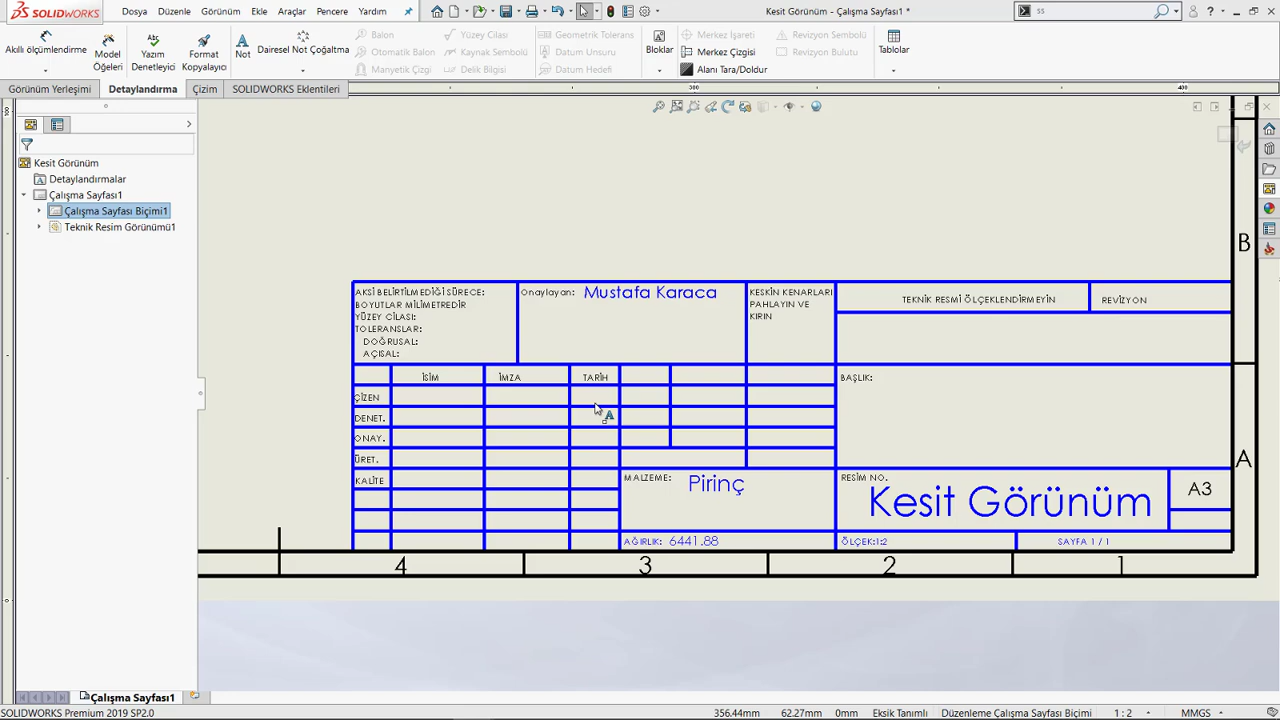 SOLIDWORKS
Dosya Düzenle Görünüm Ekle Araçlar Pencere Yardım
Kesit Görünüm - Çalışma Sayfası1 *
ss
Akıllı ölçümlendirme
Model Öğeleri
Yazım Denetleyici
Format Kopyalayıcı
Not
Dairesel Not Çoğaltma
Balon
Otomatik Balon
Manyetik Çizgi
Yüzey Cilası
Kaynak Sembolü
Delik Bilgisi
Geometrik Tolerans
Datum Unsuru
Datum Hedefi
Bloklar
Merkez İşareti
Merkez Çizgisi
Alanı Tara/Doldur
Revizyon Sembolü
Revizyon Bulutu
Tablolar
Görünüm Yerleşimi Detaylandırma Çizim SOLIDWORKS Eklentileri
300 400
Kesit Görünüm
Detaylandırmalar
Çalışma Sayfası1
Çalışma Sayfası Biçimi1
Teknik Resim Görünümü1
B
A
AKSİ BELİRTİLMEDİĞİ SÜRECE:
BOYUTLAR MİLİMETREDİR
YÜZEY CİLASI:
TOLERANSLAR:
DOĞRUSAL:
AÇISAL:
Onaylayan: Mustafa Karaca
KESKİN KENARLARI
PAHLAYIN VE
KIRIN
TEKNİK RESMİ ÖLÇEKLENDİRMEYİN
REVİZYON
İSİM İMZA TARİH
ÇİZEN
DENET.
ONAY.
ÜRET.
KALİTE
BAŞLIK:
MALZEME: Pirinç
RESİM NO.
Kesit Görünüm
A3
AĞIRLIK: 6441.88
ÖLÇEK:1:2
SAYFA 1 / 1
4 3 2 1
Çalışma Sayfası1
SOLIDWORKS Premium 2019 SP2.0
356.44mm 62.27mm 0mm Eksik Tanımlı Düzenleme Çalışma Sayfası Biçimi 1 : 2 MMGS